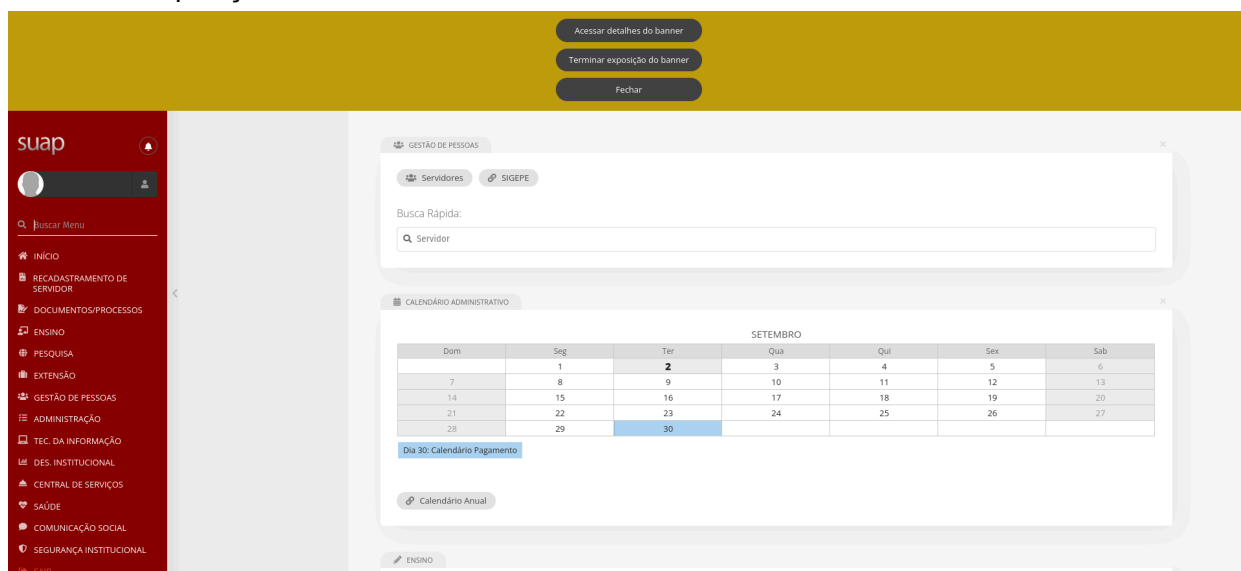 Acessar detalhes do banner
Terminar exposição do banner
Fechar
suap
Buscar Menu
INÍCIO
RECADASTRAMENTO DE
SERVIDOR
DOCUMENTOS/PROCESSOS
ENSINO
PESQUISA
EXTENSÃO
GESTÃO DE PESSOAS
ADMINISTRAÇÃO
TEC. DA INFORMAÇÃO
DES. INSTITUCIONAL
CENTRAL DE SERVIÇOS
SAÚDE
COMUNICAÇÃO SOCIAL
SEGURANÇA INSTITUCIONAL
SAIR
GESTÃO DE PESSOAS
Servidores SIGEPE
Busca Rápida:
Servidor
CALENDÁRIO ADMINISTRATIVO
SETEMBRO
Dom Seg Ter Qua Qui Sex Sab
1 2 3 4 5 6
7 8 9 10 11 12 13
14 15 16 17 18 19 20
21 22 23 24 25 26 27
28 29 30
Dia 30: Calendário Pagamento
Calendário Anual
ENSINO